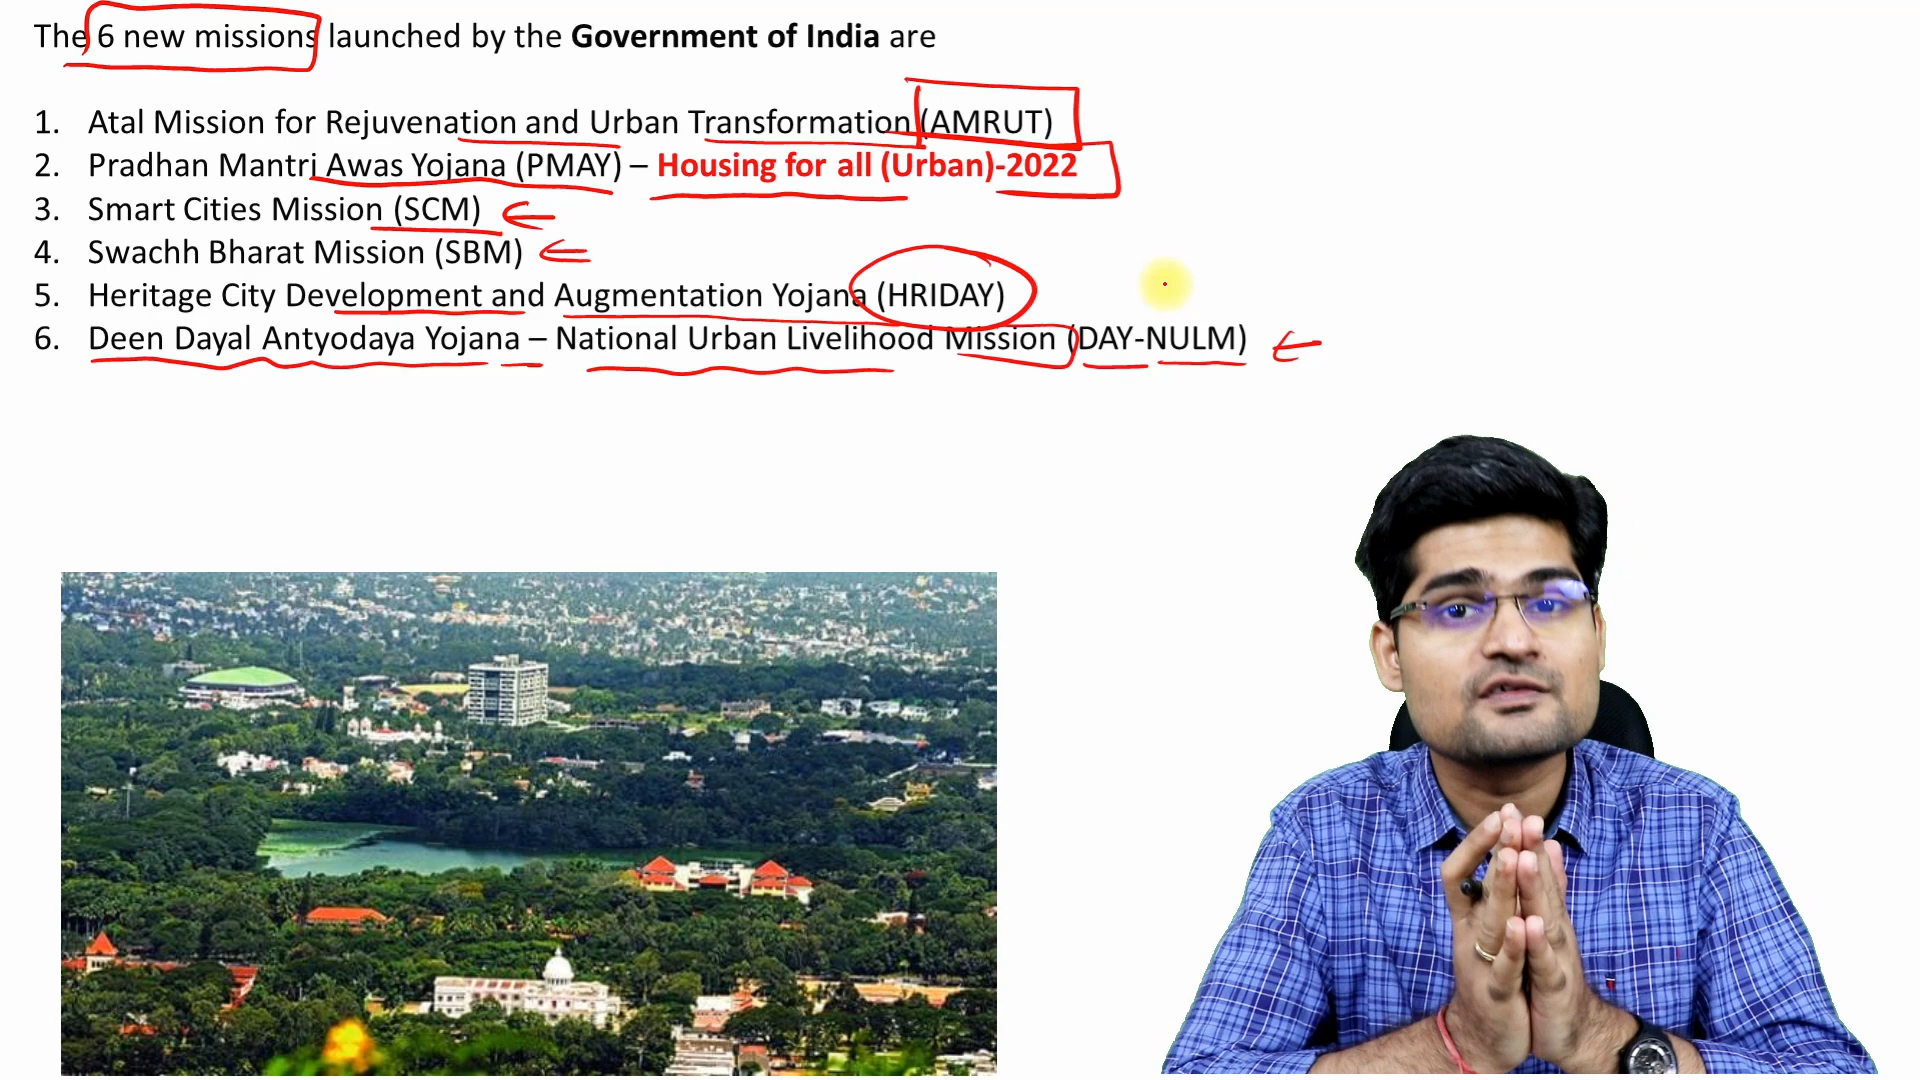 The 6 new missions launched by the Government of India are
1. Atal Mission for Rejuvenation and Urban Transformation (AMRUT)
2. Pradhan Mantri Awas Yojana (PMAY) – Housing for all (Urban)-2022
3. Smart Cities Mission (SCM)
4. Swachh Bharat Mission (SBM)
5. Heritage City Development and Augmentation Yojana (HRIDAY)
6. Deen Dayal Antyodaya Yojana – National Urban Livelihood Mission (DAY-NULM)